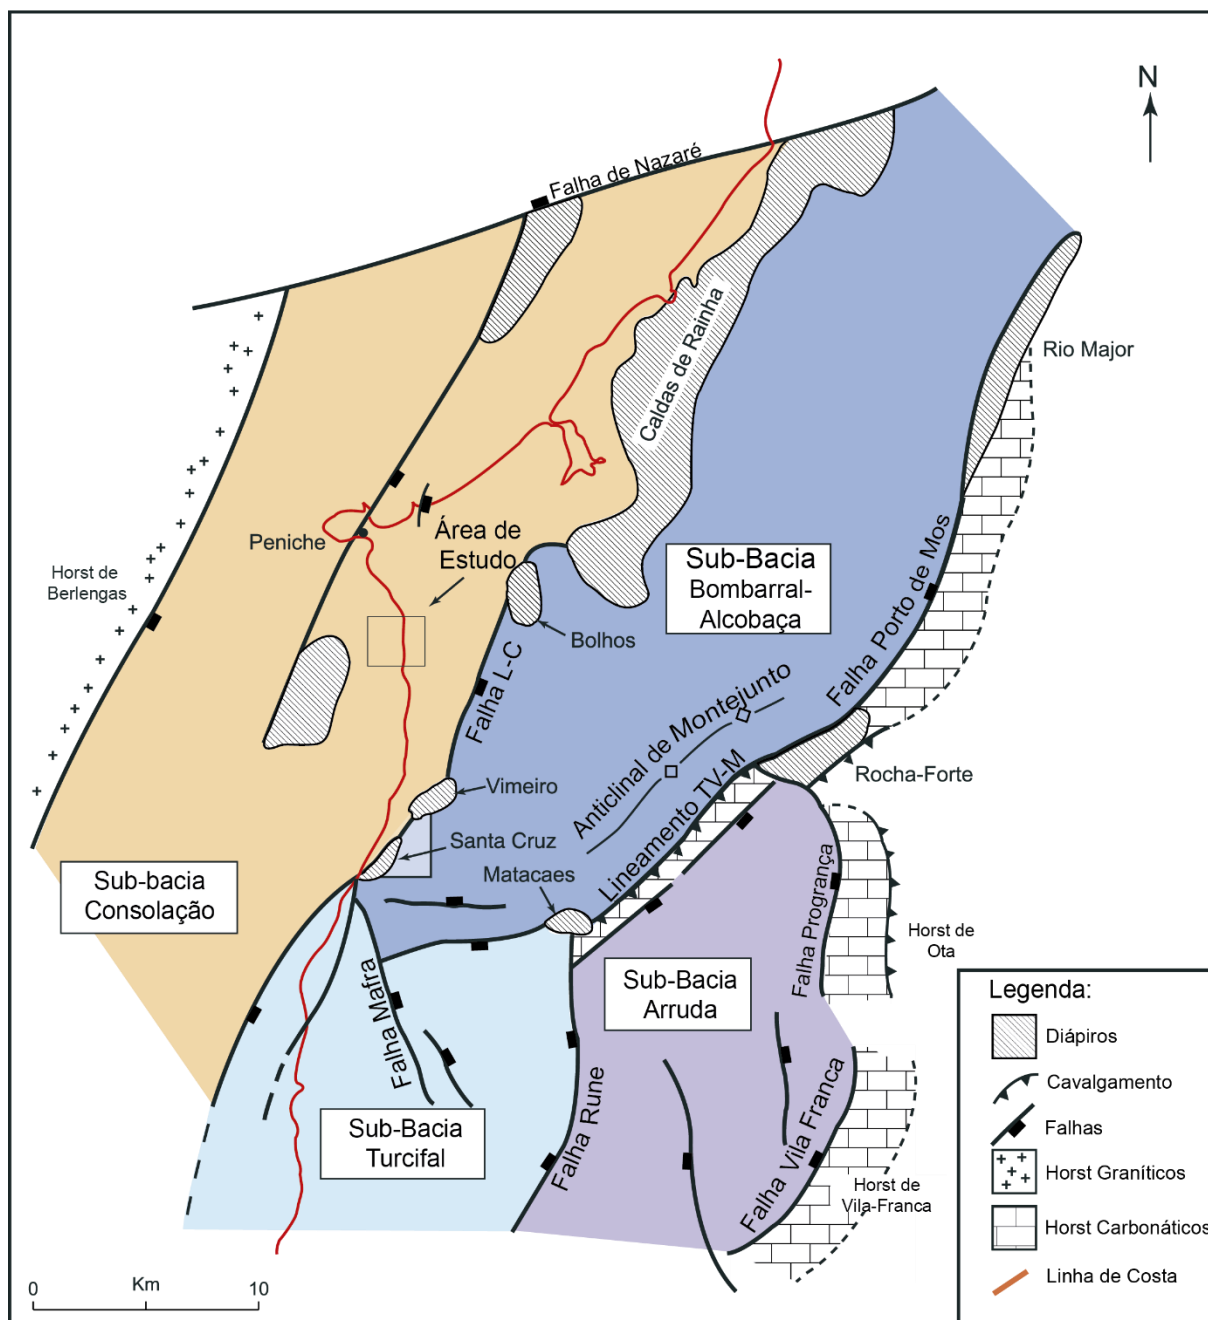 N
Falha de Nazaré
Caldas de Rainha
Rio Major
Peniche
Área de
Estudo
Horst de
Berlengas
Sub-Bacia
Bombarral-
Alcobaça
Bolhos
Falha L-C
Falha Porto de Mos
Anticlinal de Montejunto
Lineamento TV-M
Rocha-Forte
Vimeiro
Santa Cruz
Matacaes
Sub-bacia
Consolação
Falha Progrança
Horst de
Ota
Sub-Bacia
Arruda
Falha Mafra
Falha Rune
Sub-Bacia
Turcifal
Falha Vila Franca
Horst de
Vila-Franca
Legenda:
Diápiros
Cavalgamento
Falhas
Horst Graníticos
Horst Carbonáticos
Linha de Costa
0 Km 10